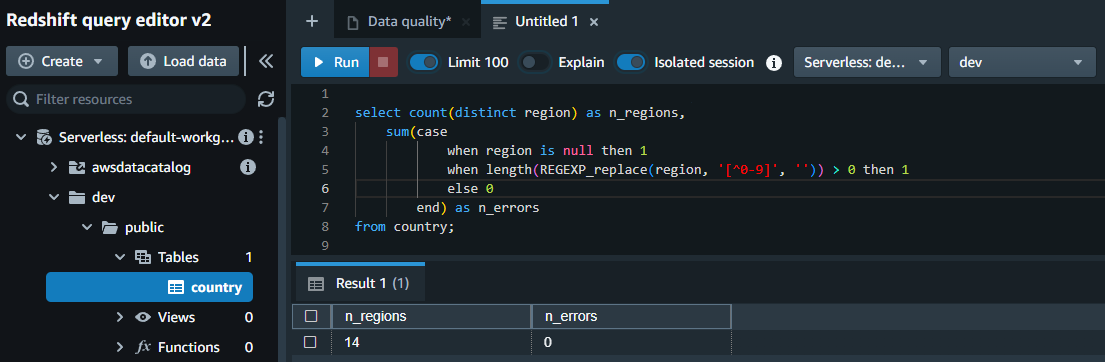 Redshift query editor v2
+ Data quality* × Untitled 1 ×
Create Load data
Run Limit 100 Explain Isolated session Serverless: de... dev
Filter resources
Serverless: default-workg...
awsdatacatalog
dev
public
Tables 1
country
Views 0
fx Functions 0
1
2 select count(distinct region) as n_regions,
3 sum(case
4 when region is null then 1
5 when length(REGEXP_replace(region, '[^0-9]', '')) > 0 then 1
6 else 0
7 end) as n_errors
8 from country;
9
Result 1 (1)
n_regions n_errors
14 0